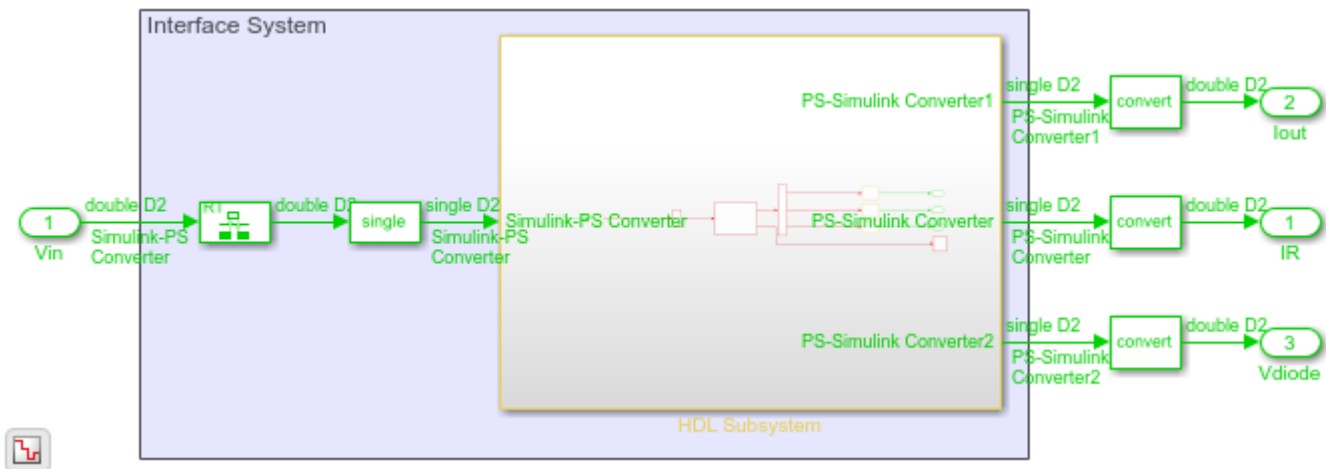 Interface System
PS-Simulink Converter1
single D2
PS-Simulink
Converter1
convert
double D2
2
Iout
1
Vin
double D2
Simulink-PS
Converter
RT
double D2
single
single D2
Simulink-PS
Converter
Simulink-PS Converter
PS-Simulink Converter
single D2
PS-Simulink
Converter
convert
double D2
1
IR
PS-Simulink Converter2
single D2
PS-Simulink
Converter2
convert
double D2
3
Vdiode
HDL Subsystem